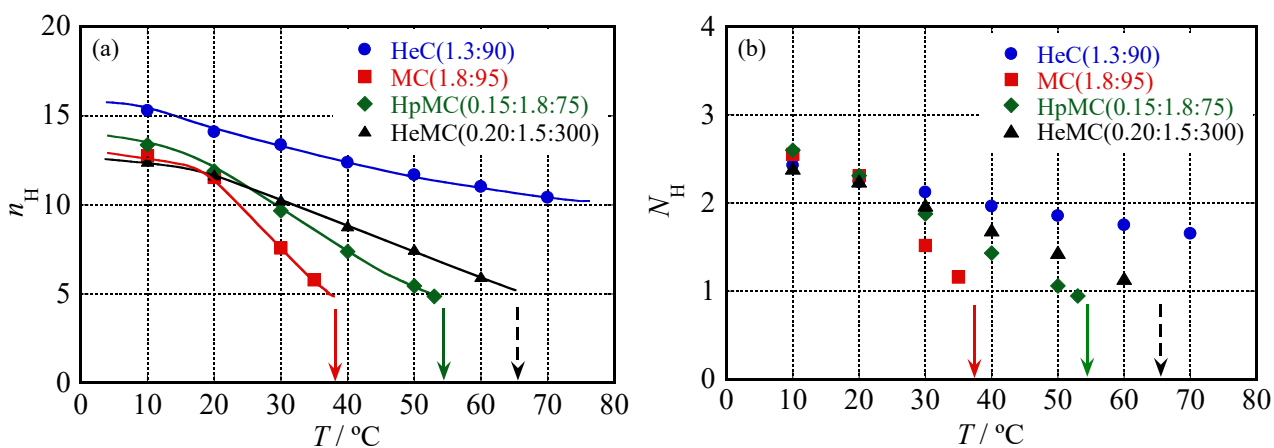 20
(a)
HeC(1.3:90)
MC(1.8:95)
HpMC(0.15:1.8:75)
HeMC(0.20:1.5:300)
15
10
5
0
nH
0 10 20 30 40 50 60 70 80
T / ºC
4
(b)
HeC(1.3:90)
MC(1.8:95)
HpMC(0.15:1.8:75)
HeMC(0.20:1.5:300)
3
2
1
0
NH
0 10 20 30 40 50 60 70 80
T / ºC